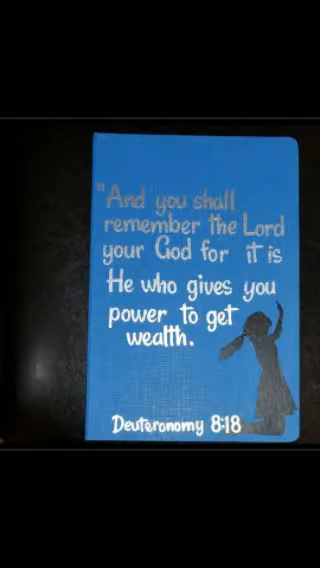 "And you shall
remember the Lord
your God for it is
He who gives you
power to get
wealth.
Deuteronomy 8:18